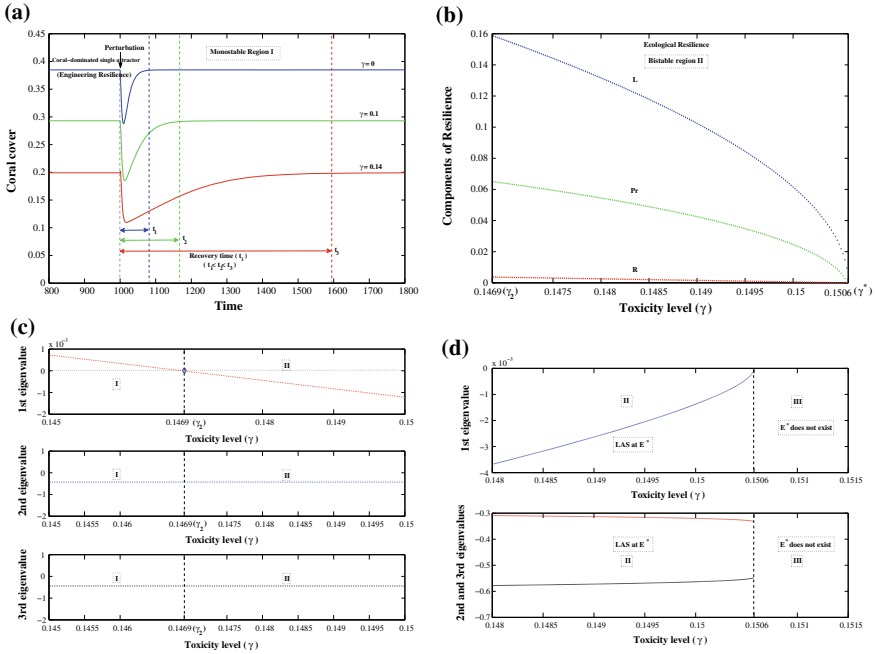 (a)
Coral cover
0.45
0.4
0.35
0.3
0.25
0.2
0.15
0.1
0.05
0
Perturbation
Monostable Region I
Coral-dominated single attractor
(Engineering Resilience)
γ=0
γ=0.1
γ=0.14
t1
t2
t3
Recovery time ( ti )
( t1< t2< t3 )
800 1000 1200 1400 1600 1800
Time
(b)
Components of Resilience
0.16
0.14
0.12
0.1
0.08
0.06
0.04
0.02
0
Ecological Resilience
Bistable region II
L
Pr
R
0.1469(γ2) 0.1475 0.148 0.1485 0.149 0.1495 0.15 0.1506(γ*)
Toxicity level (γ)
(c)
x 10−3
1st eigenvalue
1
0
−1
−2
I
II
0.145 0.146 0.1469(γ2) 0.148 0.149 0.15
Toxicity level (γ)
2nd eigenvalue
1
0
−1
−2
I
II
0.145 0.1455 0.146 0.1469(γ2) 0.1475 0.148 0.1485 0.149 0.1495 0.15
Toxicity level (γ)
3rd eigenvalue
1
0
−1
−2
I
II
0.145 0.1455 0.146 0.1469(γ2) 0.1475 0.148 0.1485 0.149 0.1495 0.15
Toxicity level (γ)
(d)
x 10−3
1st eigenvalue
0
−1
−2
−3
−4
II
III
LAS at E*
E* does not exist
0.148 0.1485 0.149 0.1495 0.15 0.1506 0.151 0.1515
Toxicity level (γ)
2nd and 3rd eigenvalues
−0.3
−0.4
−0.5
−0.6
−0.7
LAS at E*
E* does not exist
II
III
0.148 0.1485 0.149 0.1495 0.15 0.1506 0.151 0.1515
Toxicity level (γ)